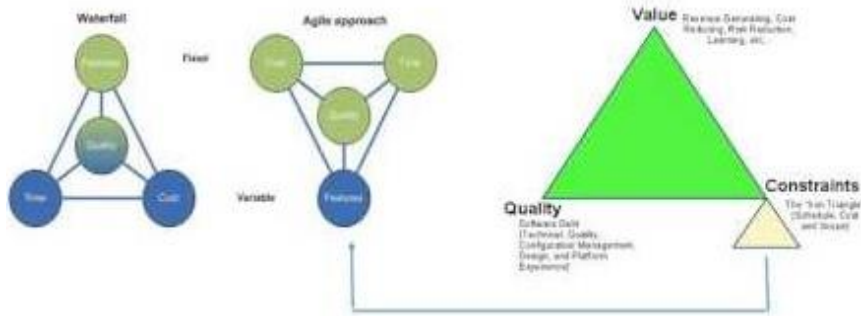 Waterfall
Agile approach
Fixed
Variable
Features
Quality
Time
Cost
Cost
Time
Quality
Features
Value
Revenue Generating, Cost
Reducing, Risk Reduction,
Learning, etc.
Quality
Software Debt
(Technical, Quality,
Configuration Management,
Design, and Platform
Experience)
Constraints
The "Iron Triangle"
(Schedule, Cost
and Scope)